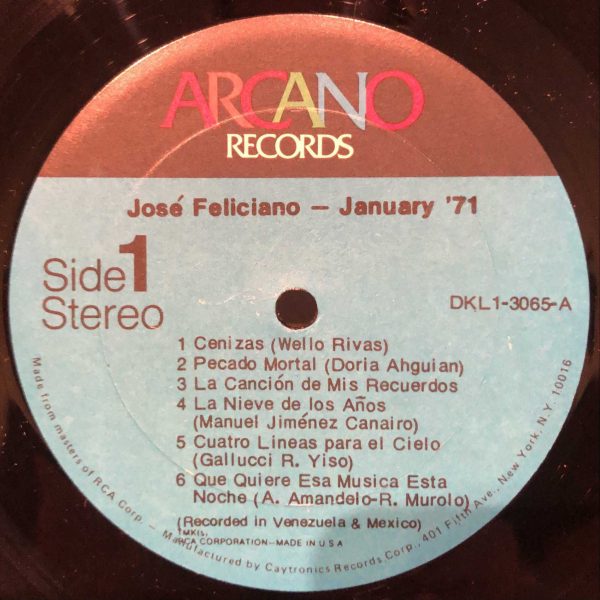 ARCANO
RECORDS
José Feliciano — January '71
Side 1
Stereo
DKL1-3065-A
1 Cenizas (Wello Rivas)
2 Pecado Mortal (Doria Ahguian)
3 La Canción de Mis Recuerdos
4 La Nieve de los Años
(Manuel Jiménez Canairo)
5 Cuatro Lineas para el Cielo
(Gallucci R. Yiso)
6 Que Quiere Esa Musica Esta
Noche (A. Amandelo-R. Murolo)
(Recorded in Venezuela & Mexico)
RCA CORPORATION—MADE IN U S A
Made from masters of RCA Corp. — Manufactured by Caytronics Records Corp., 401 Fifth Ave., New York, N.Y. 10016